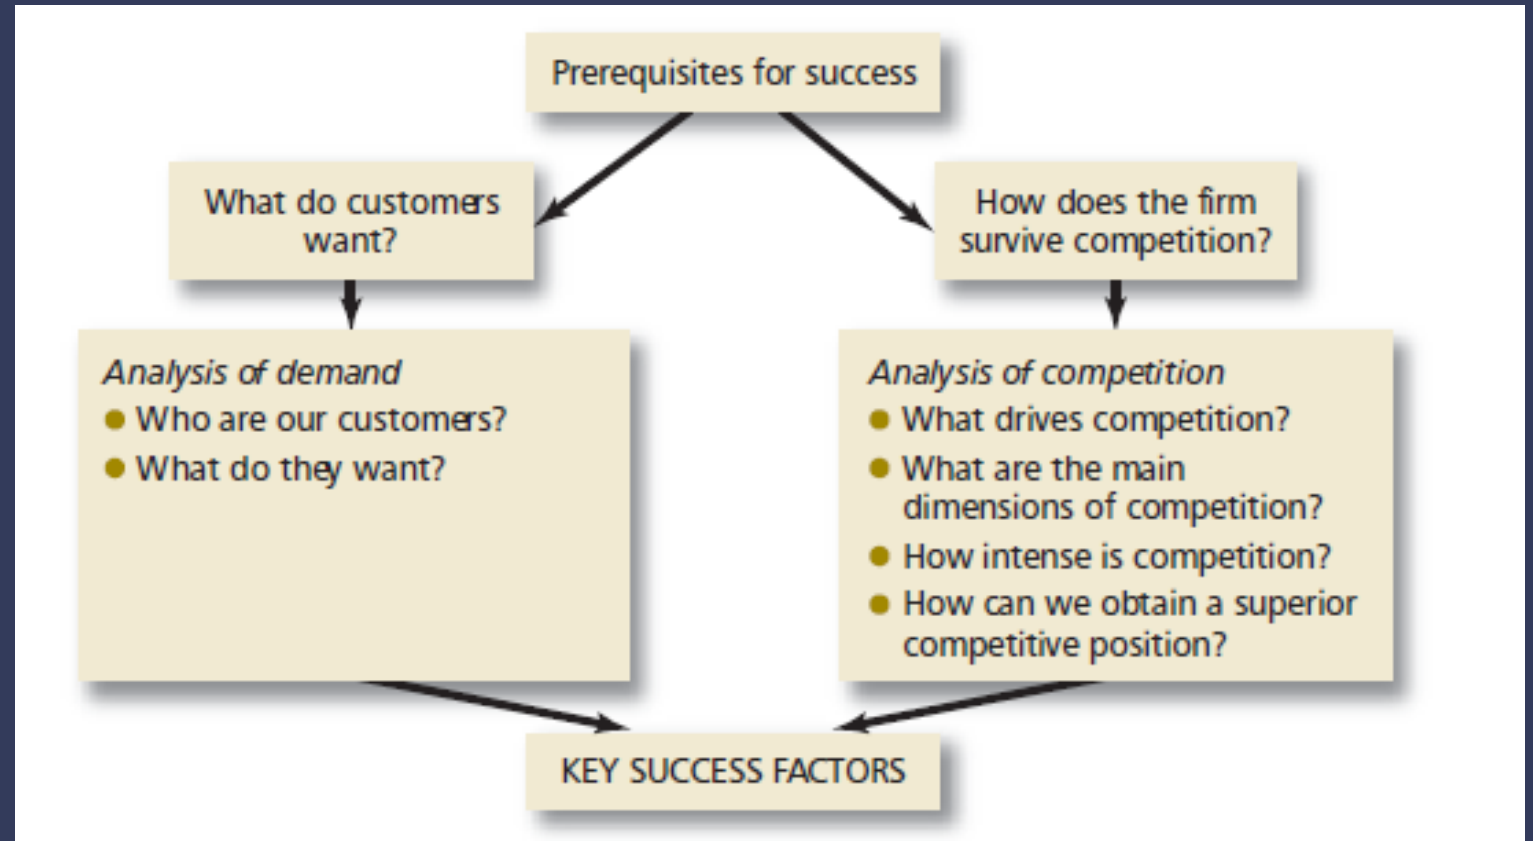 Prerequisites for success
What do customers
want?
How does the firm
survive competition?
Analysis of demand
● Who are our customers?
● What do they want?
Analysis of competition
● What drives competition?
● What are the main
dimensions of competition?
● How intense is competition?
● How can we obtain a superior
competitive position?
KEY SUCCESS FACTORS